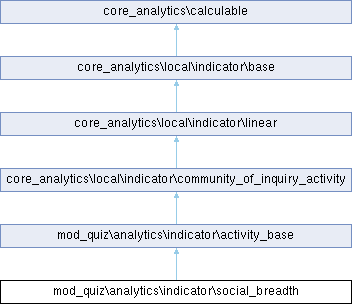 core_analytics\calculable
core_analytics\local\indicator\base
core_analytics\local\indicator\linear
core_analytics\local\indicator\community_of_inquiry_activity
mod_quiz\analytics\indicator\activity_base
mod_quiz\analytics\indicator\social_breadth